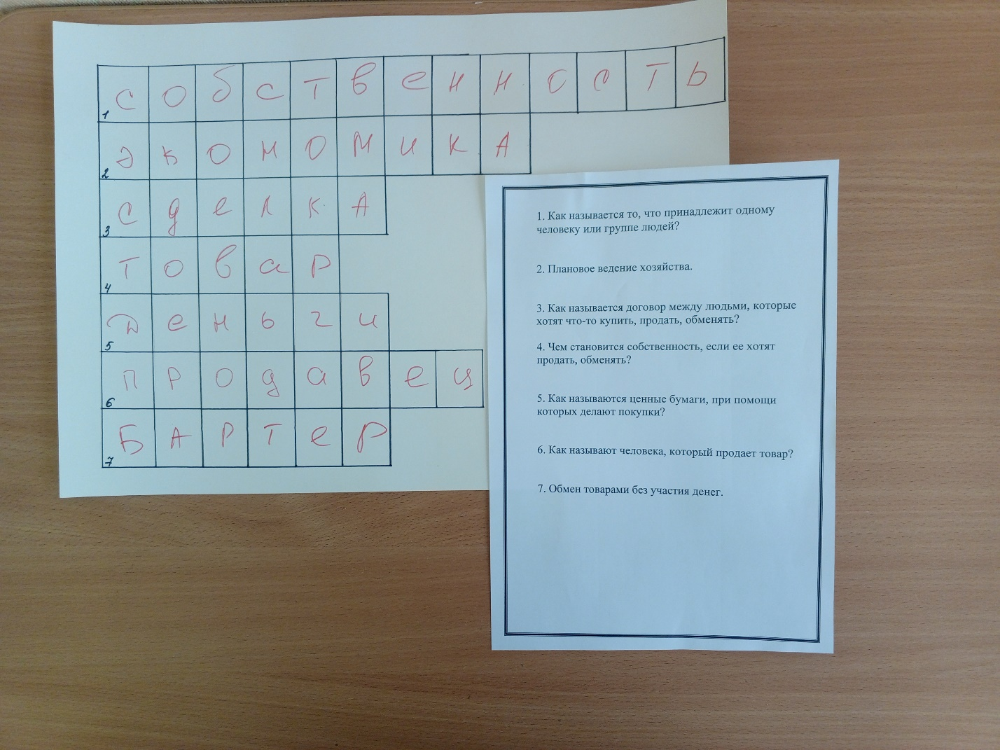 1 собственность
2 экономикА
3 сделкА
4 товар
5 Деньги
6 продавец
7 БАРТер
1. Как называется то, что принадлежит одному
человеку или группе людей?
2. Плановое ведение хозяйства.
3. Как называется договор между людьми, которые
хотят что-то купить, продать, обменять?
4. Чем становится собственность, если ее хотят
продать, обменять?
5. Как называются ценные бумаги, при помощи
которых делают покупки?
6. Как называют человека, который продает товар?
7. Обмен товарами без участия денег.